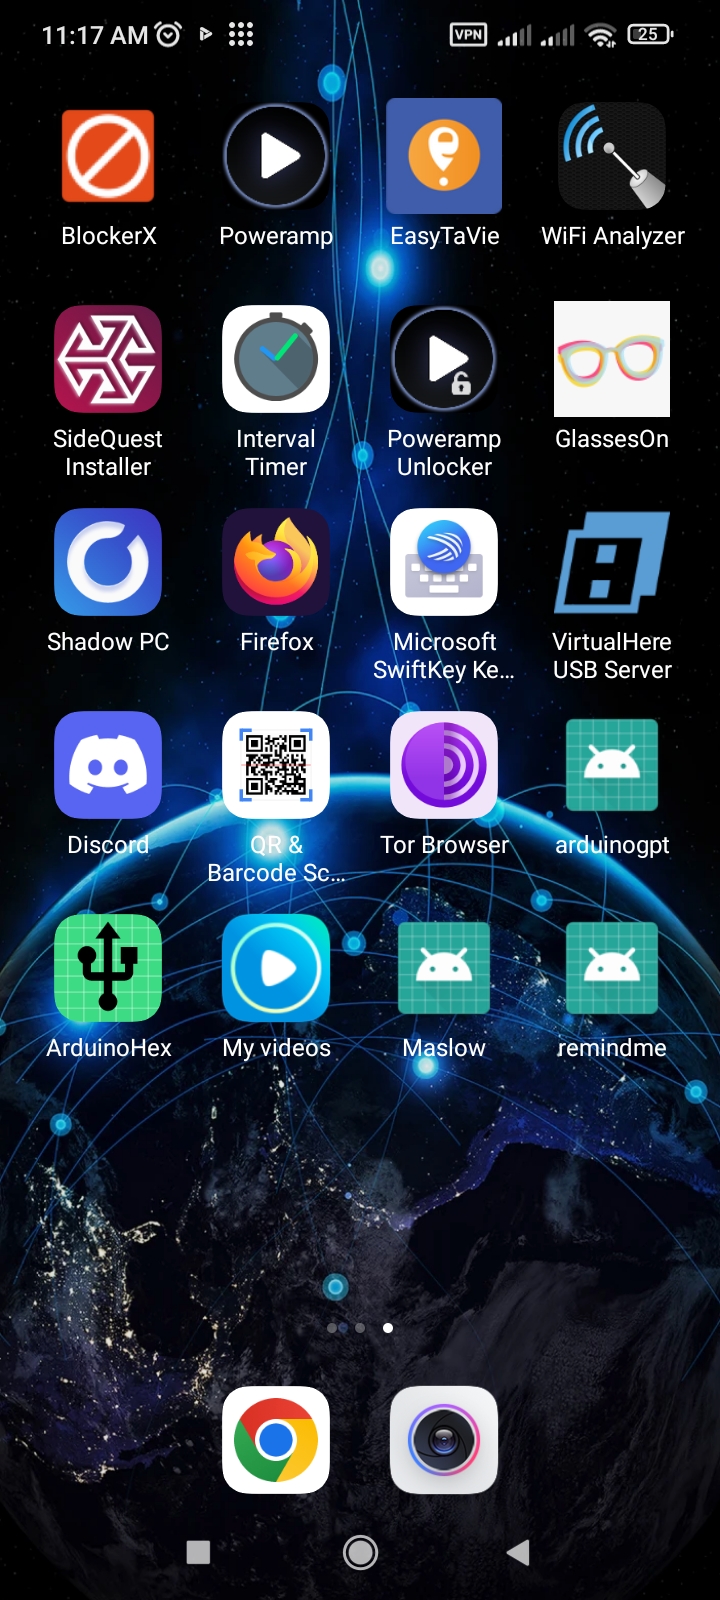 11:17 AM VPN 25
BlockerX Poweramp EasyTaVie WiFi Analyzer
SideQuest Interval Poweramp GlassesOn
Installer Timer Unlocker
Shadow PC Firefox Microsoft VirtualHere
SwiftKey Ke... USB Server
Discord QR & Tor Browser arduinogpt
Barcode Sc...
ArduinoHex My videos Maslow remindme